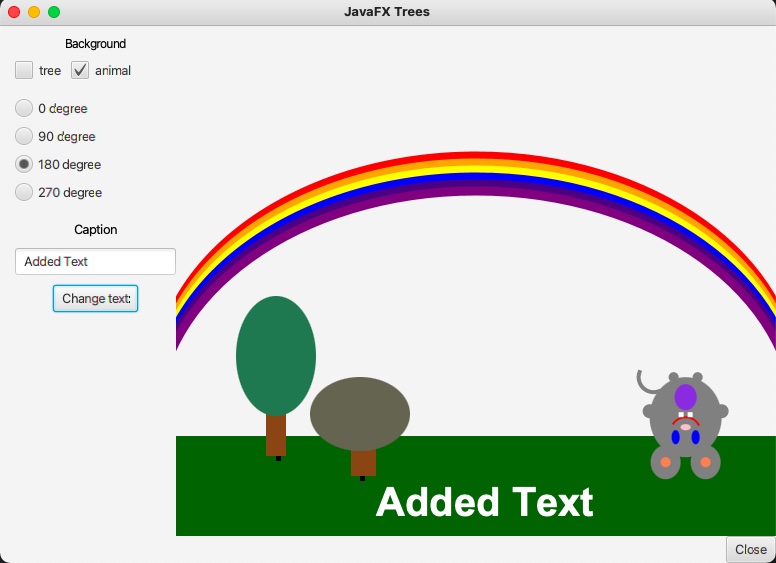 JavaFX Trees
Background
tree animal
0 degree
90 degree
180 degree
270 degree
Caption
Added Text
Change text:
Added Text
Close